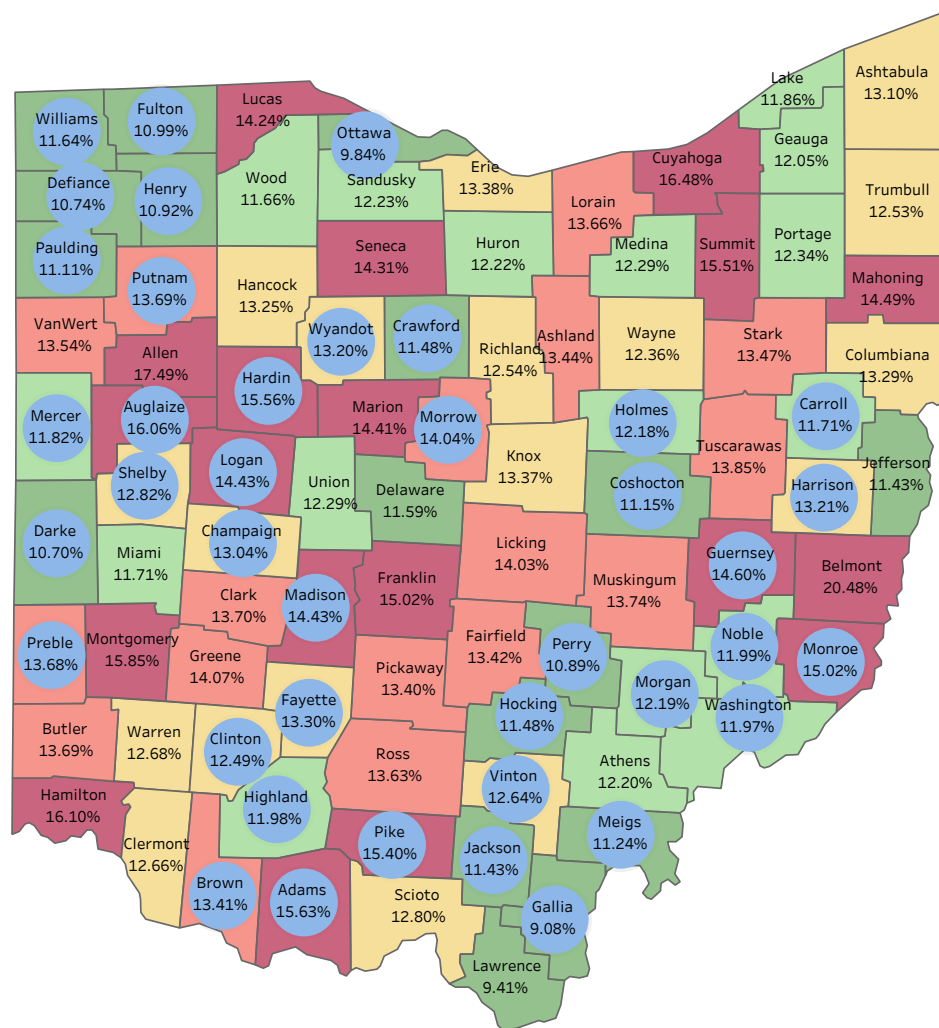 Lake
11.86%
Ashtabula
13.10%
Williams
11.64%
Fulton
10.99%
Lucas
14.24%
Ottawa
9.84%
Geauga
12.05%
Cuyahoga
16.48%
Erie
13.38%
Wood
11.66%
Sandusky
12.23%
Defiance
10.74%
Henry
10.92%
Lorain
13.66%
Trumbull
12.53%
Paulding
11.11%
Seneca
14.31%
Huron
12.22%
Medina
12.29%
Summit
15.51%
Portage
12.34%
Mahoning
14.49%
Putnam
13.69%
Hancock
13.25%
VanWert
13.54%
Wyandot
13.20%
Crawford
11.48%
Richland
12.54%
Ashland
13.44%
Wayne
12.36%
Stark
13.47%
Columbiana
13.29%
Allen
17.49%
Hardin
15.56%
Mercer
11.82%
Auglaize
16.06%
Marion
14.41%
Morrow
14.04%
Holmes
12.18%
Carroll
11.71%
Tuscarawas
13.85%
Jefferson
11.43%
Shelby
12.82%
Logan
14.43%
Union
12.29%
Knox
13.37%
Delaware
11.59%
Coshocton
11.15%
Harrison
13.21%
Darke
10.70%
Miami
11.71%
Champaign
13.04%
Licking
14.03%
Guernsey
14.60%
Belmont
20.48%
Franklin
15.02%
Muskingum
13.74%
Clark
13.70%
Madison
14.43%
Preble
13.68%
Montgomery
15.85%
Greene
14.07%
Pickaway
13.40%
Fairfield
13.42%
Perry
10.89%
Noble
11.99%
Monroe
15.02%
Morgan
12.19%
Fayette
13.30%
Hocking
11.48%
Washington
11.97%
Butler
13.69%
Warren
12.68%
Clinton
12.49%
Ross
13.63%
Athens
12.20%
Vinton
12.64%
Hamilton
16.10%
Highland
11.98%
Meigs
11.24%
Clermont
12.66%
Pike
15.40%
Jackson
11.43%
Brown
13.41%
Adams
15.63%
Scioto
12.80%
Gallia
9.08%
Lawrence
9.41%